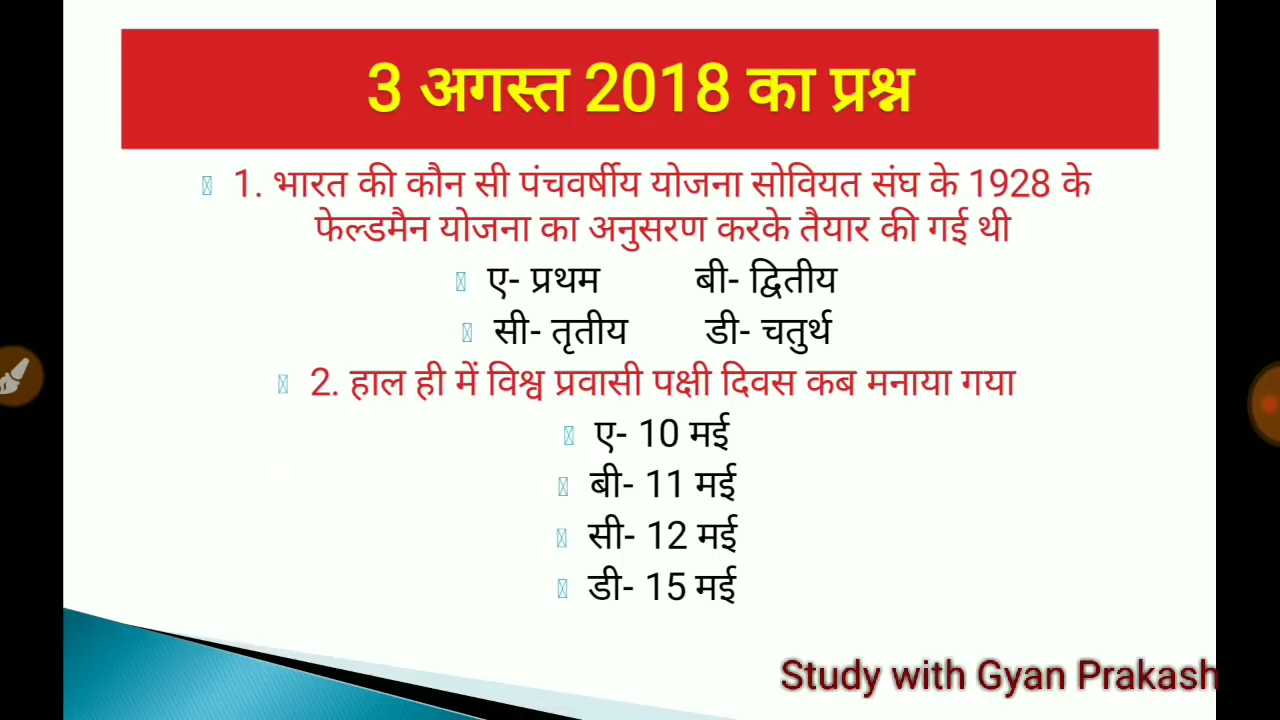 3 अगस्त 2018 का प्रश्न
1. भारत की कौन सी पंचवर्षीय योजना सोवियत संघ के 1928 के
फेल्डमैन योजना का अनुसरण करके तैयार की गई थी
ए- प्रथम बी- द्वितीय
सी- तृतीय डी- चतुर्थ
2. हाल ही में विश्व प्रवासी पक्षी दिवस कब मनाया गया
ए- 10 मई
बी- 11 मई
सी- 12 मई
डी- 15 मई
Study with Gyan Prakash